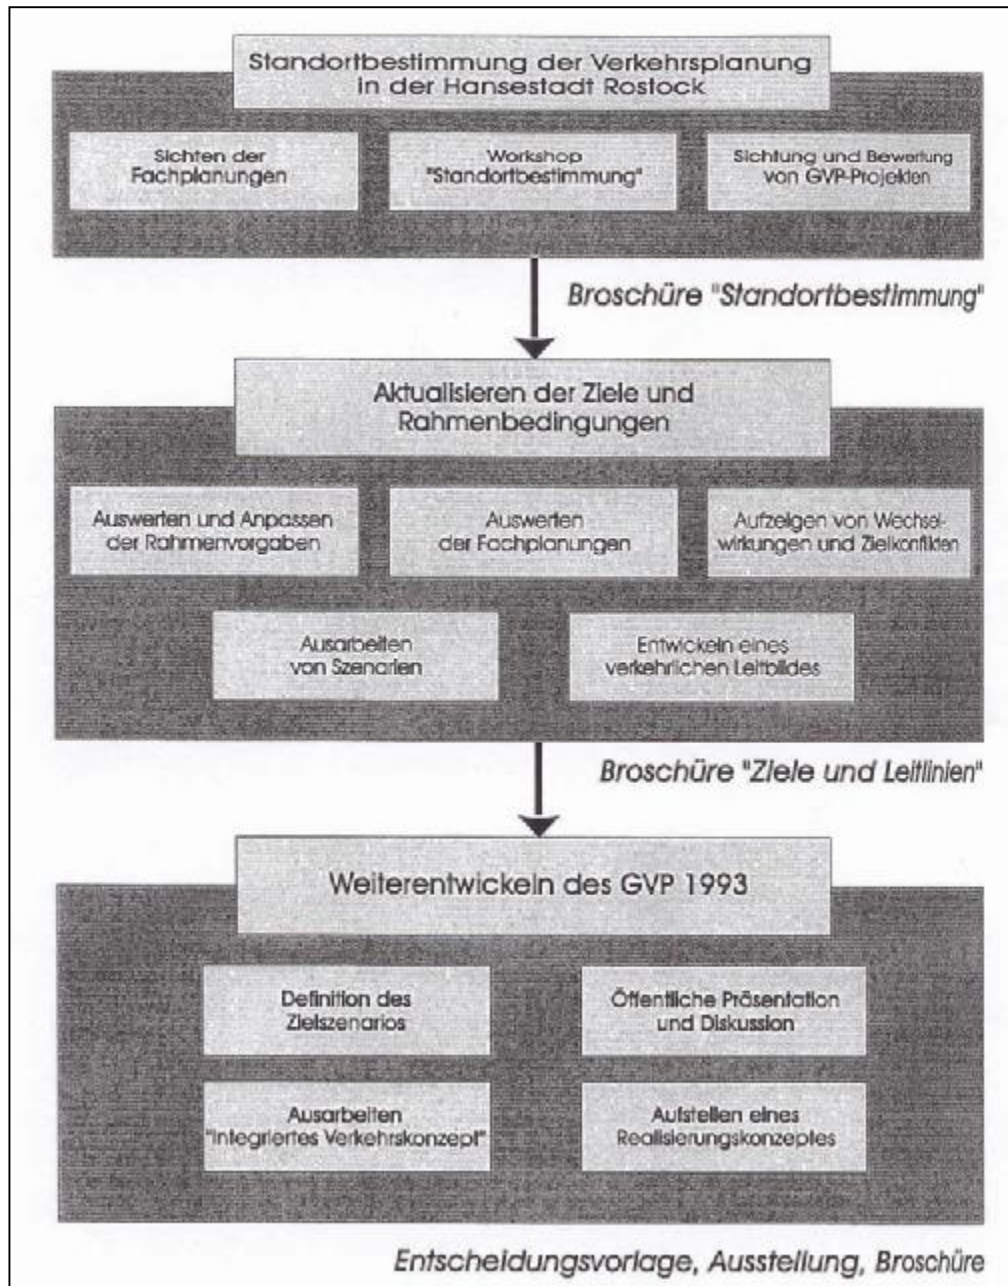 Standortbestimmung der Verkehrsplanung
in der Hansestadt Rostock
Sichten der
Fachplanungen
Workshop
"Standortbestimmung"
Sichtung und Bewertung
von GVP-Projekten
Broschüre "Standortbestimmung"
Aktualisieren der Ziele und
Rahmenbedingungen
Auswerten und Anpassen
der Rahmenvorgaben
Auswerten
der Fachplanungen
Aufzeigen von Wechsel-
wirkungen und Zielkonflikten
Ausarbeiten
von Szenarien
Entwickeln eines
verkehrlichen Leitbildes
Broschüre "Ziele und Leitlinien"
Weiterentwickeln des GVP 1993
Definition des
Zielszenarios
Öffentliche Präsentation
und Diskussion
Ausarbeiten
"Integriertes Verkehrskonzept"
Aufstellen eines
Realisierungskonzeptes
Entscheidungsvorlage, Ausstellung, Broschüre